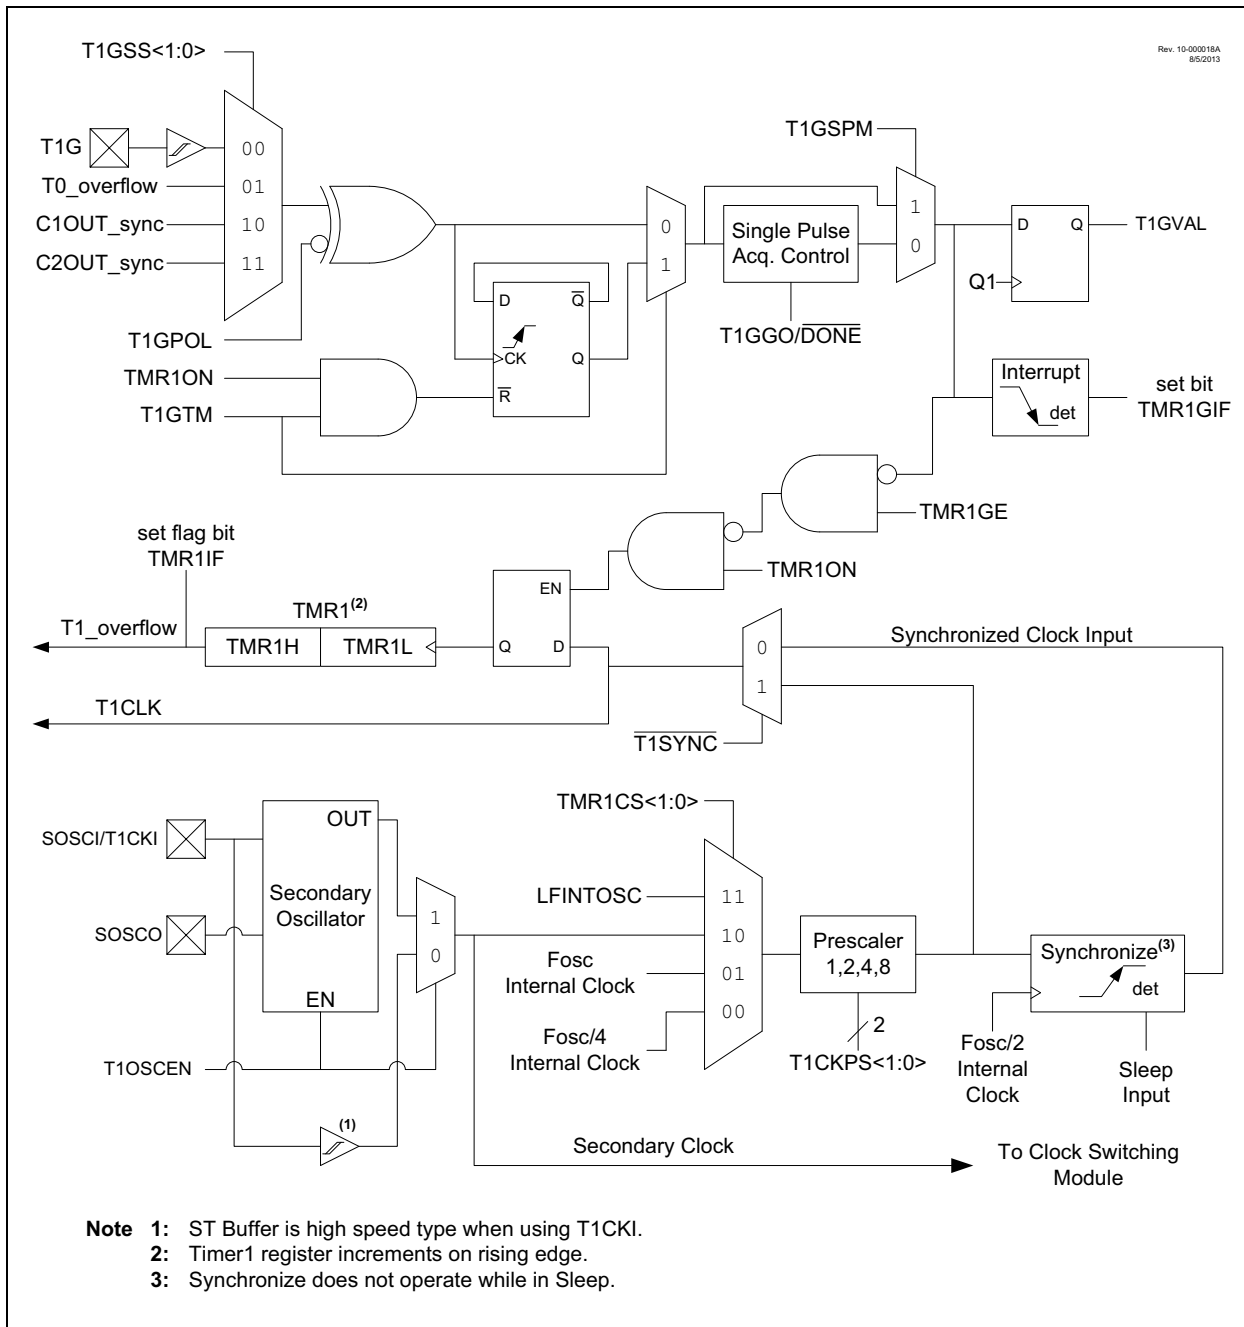 Rev. 10-000018A
8/5/2013
T1GSS<1:0>
T1G
T0_overflow
C1OUT_sync
C2OUT_sync
00
01
10
11
T1GPOL
TMR1ON
T1GTM
D
Q
CK
Q
R
0
1
T1GSPM
Single Pulse
Acq. Control
T1GGO/DONE
1
0
D
Q
Q1
T1GVAL
Interrupt
det
set bit
TMR1GIF
TMR1GE
TMR1ON
set flag bit
TMR1IF
TMR1(2)
T1_overflow
TMR1H
TMR1L
EN
Q
D
T1CLK
0
1
Synchronized Clock Input
T1SYNC
TMR1CS<1:0>
SOSCI/T1CKI
SOSCO
OUT
Secondary
Oscillator
EN
T1OSCEN
(1)
1
0
LFINTOSC
Fosc
Internal Clock
Fosc/4
Internal Clock
11
10
01
00
Prescaler
1,2,4,8
2
T1CKPS<1:0>
Synchronize(3)
det
Fosc/2
Internal
Clock
Sleep
Input
Secondary Clock
To Clock Switching
Module
Note 1: ST Buffer is high speed type when using T1CKI.
2: Timer1 register increments on rising edge.
3: Synchronize does not operate while in Sleep.